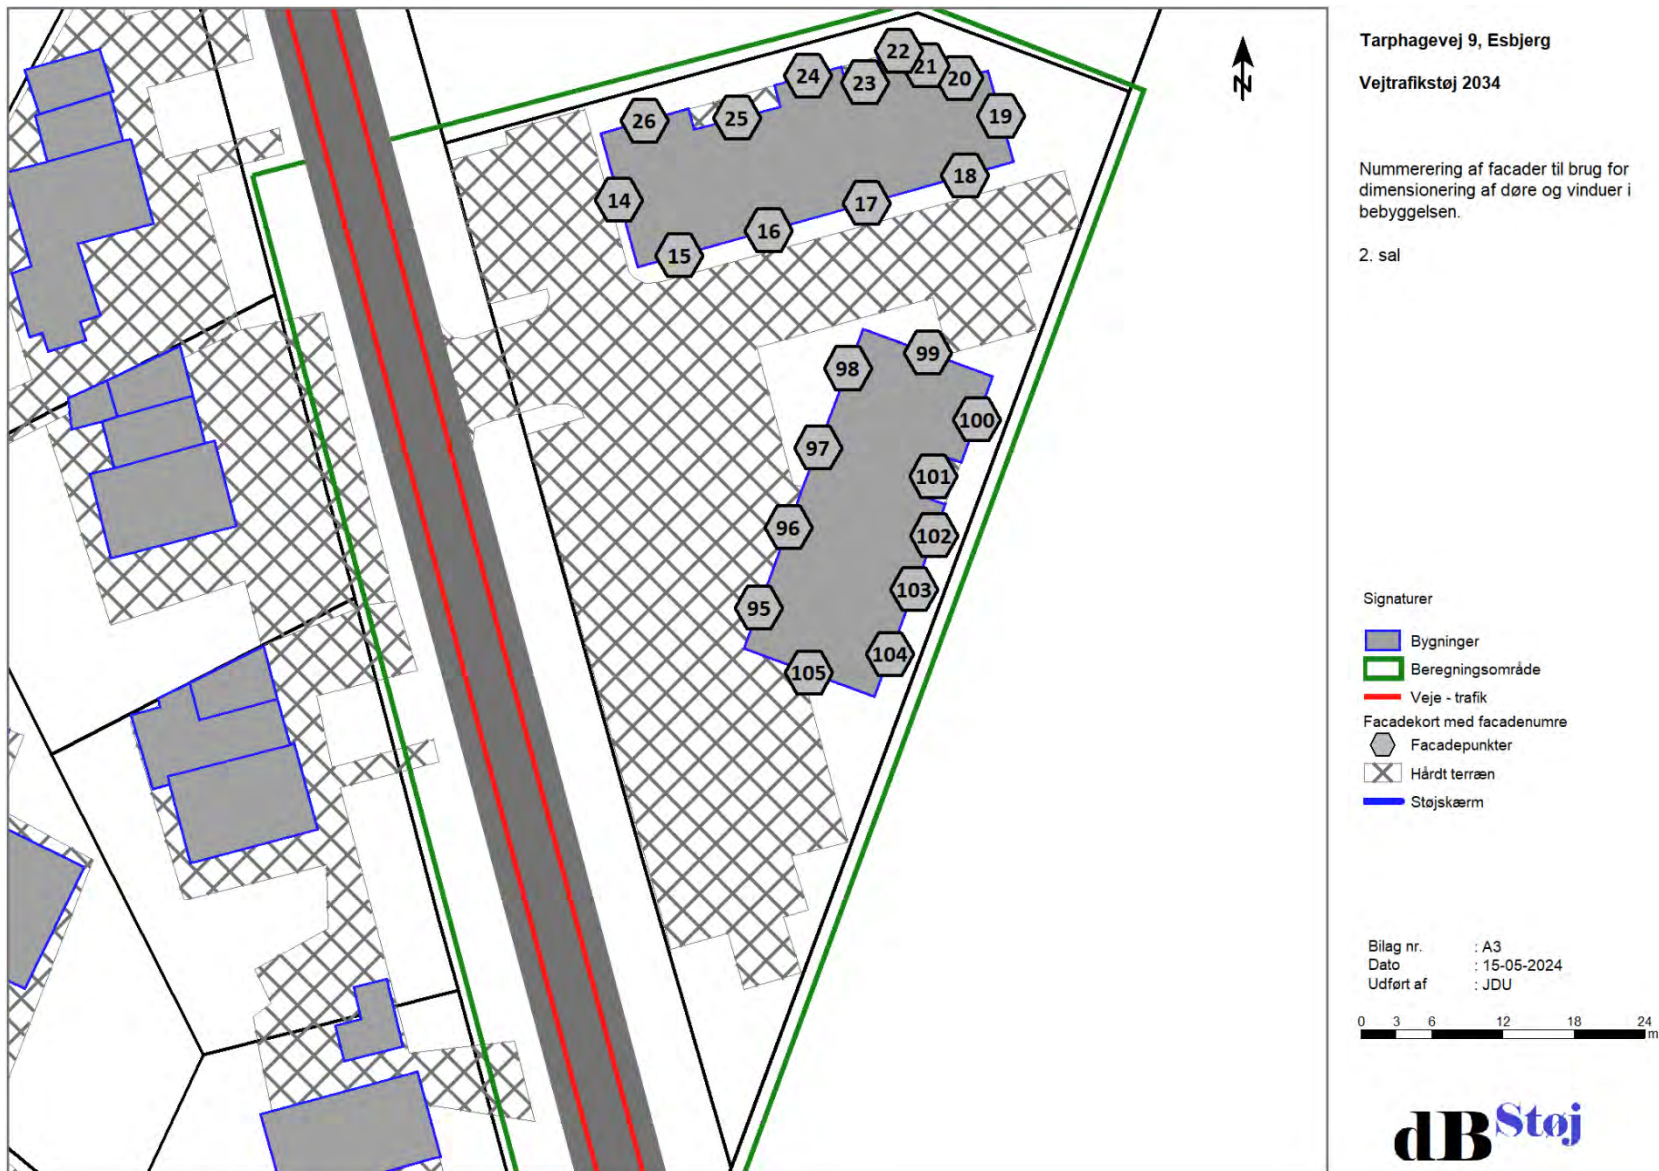 Tarphagevej 9, Esbjerg
Vejtrafikstøj 2034
Nummerering af facader til brug for
dimensionering af døre og vinduer i
bebyggelsen.
2. sal
N
22
21
20
24
23
19
26
25
18
14
17
16
15
99
98
100
97
101
96
102
103
95
104
105
Signaturer
Bygninger
Beregningsområde
Veje - trafik
Facadekort med facadenumre
Facadepunkter
Hårdt terræn
Støjskærm
Bilag nr. : A3
Dato : 15-05-2024
Udført af : JDU
0 3 6 12 18 24
m
dB Støj